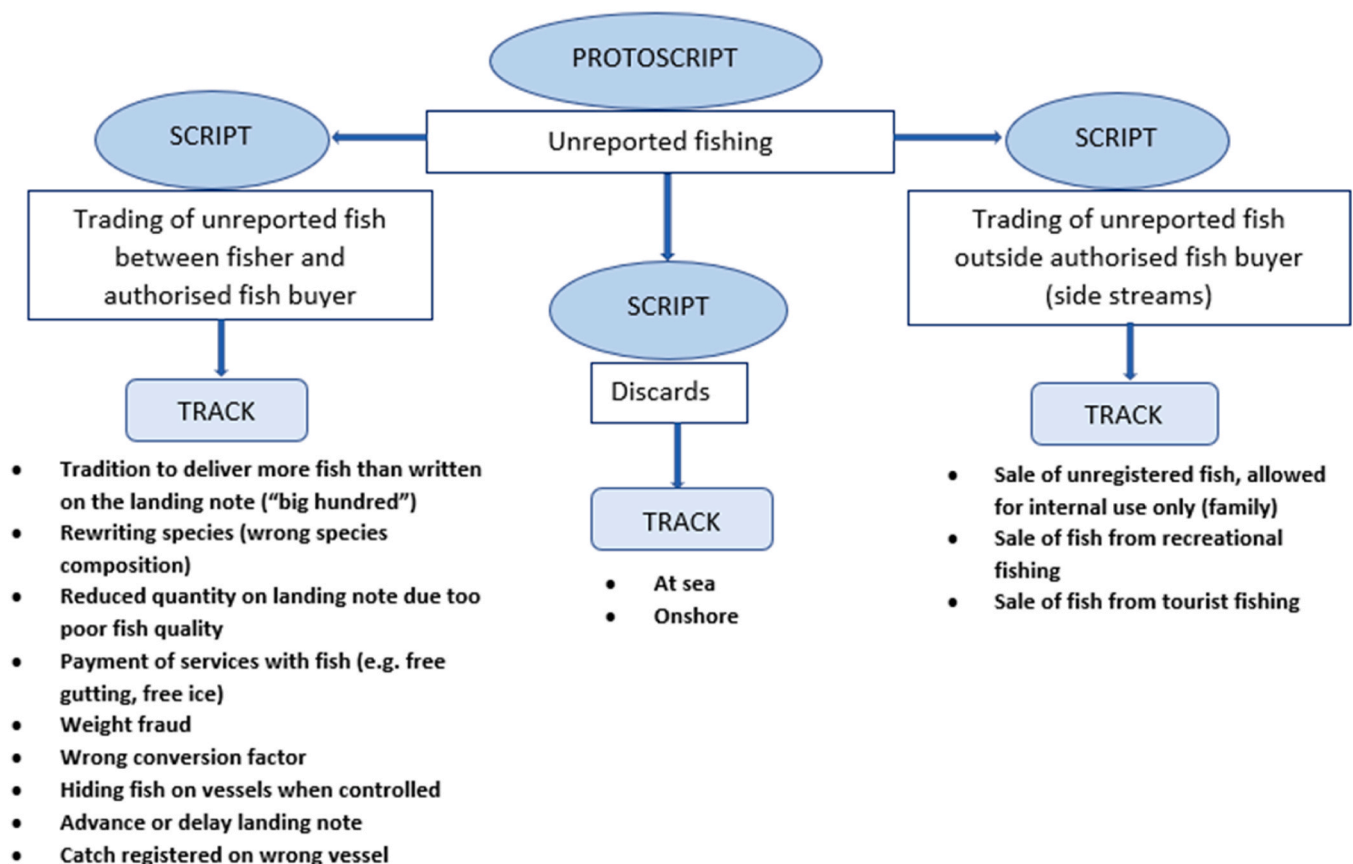 PROTOSCRIPT
Unreported fishing
SCRIPT
Trading of unreported fish
between fisher and
authorised fish buyer
TRACK
• Tradition to deliver more fish than written
on the landing note (“big hundred”)
• Rewriting species (wrong species
composition)
• Reduced quantity on landing note due too
poor fish quality
• Payment of services with fish (e.g. free
gutting, free ice)
• Weight fraud
• Wrong conversion factor
• Hiding fish on vessels when controlled
• Advance or delay landing note
• Catch registered on wrong vessel
SCRIPT
Discards
TRACK
• At sea
• Onshore
SCRIPT
Trading of unreported fish
outside authorised fish buyer
(side streams)
TRACK
• Sale of unregistered fish, allowed
for internal use only (family)
• Sale of fish from recreational
fishing
• Sale of fish from tourist fishing